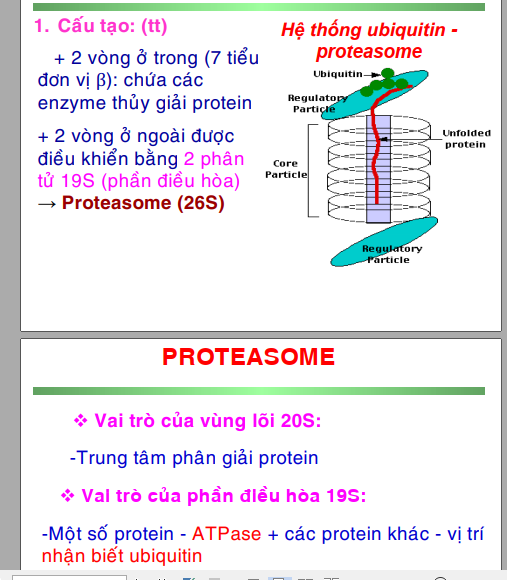 1. Cấu tạo: (tt)
+ 2 vòng ở trong (7 tiểu
đơn vị β): chứa các
enzyme thủy giải protein
+ 2 vòng ở ngoài được
điều khiển bằng 2 phân
tử 19S (phần điều hòa)
→ Proteasome (26S)
Hệ thống ubiquitin -
proteasome
Ubiquitin
Regulatory
Particle
Unfolded
protein
Core
Particle
Regulatory
Particle
PROTEASOME
❖ Vai trò của vùng lõi 20S:
-Trung tâm phân giải protein
❖ Vai trò của phần điều hòa 19S:
-Một số protein - ATPase + các protein khác - vị trí
nhận biết ubiquitin